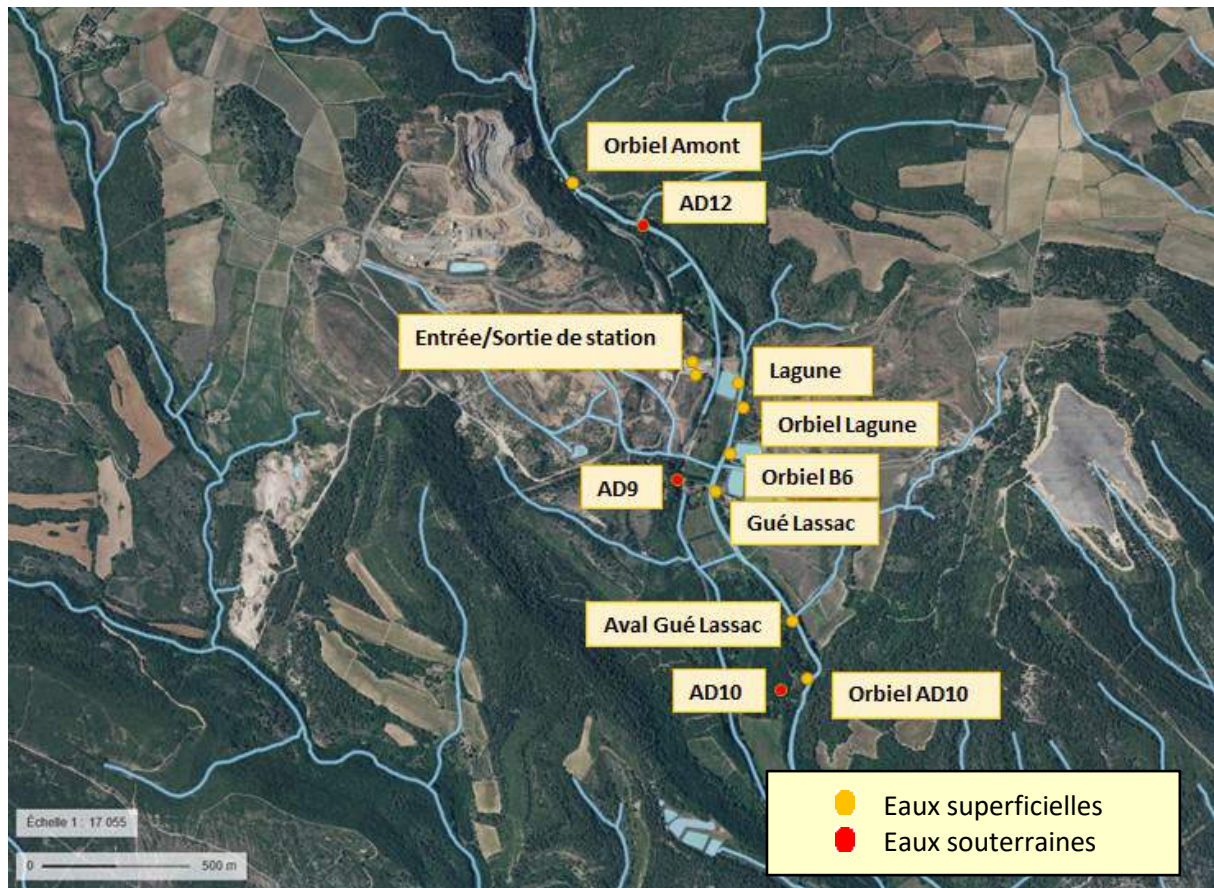 Orbiel Amont
AD12
Entrée/Sortie de station
Lagune
Orbiel Lagune
Orbiel B6
AD9
Gué Lassac
Aval Gué Lassac
AD10
Orbiel AD10
Eaux superficielles
Eaux souterraines
Échelle 1 : 17 055
0 500 m